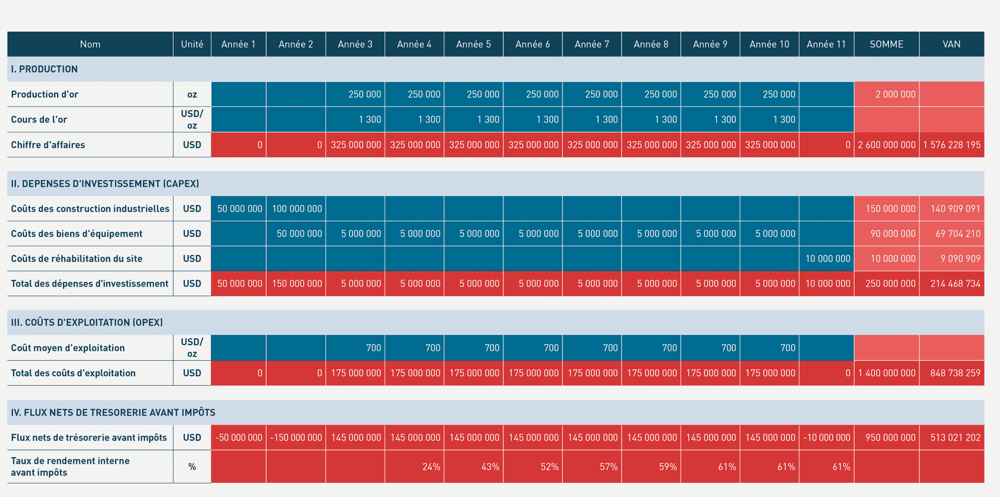 Nom Unité Année 1 Année 2 Année 3 Année 4 Année 5 Année 6 Année 7 Année 8 Année 9 Année 10 Année 11 SOMME VAN
I. PRODUCTION
Production d'or oz 250 000 250 000 250 000 250 000 250 000 250 000 250 000 250 000 2 000 000
Cours de l'or USD/ oz 1 300 1 300 1 300 1 300 1 300 1 300 1 300 1 300
Chiffre d'affaires USD 0 0 325 000 000 325 000 000 325 000 000 325 000 000 325 000 000 325 000 000 325 000 000 325 000 000 0 2 600 000 000 1 576 228 195
II. DEPENSES D'INVESTISSEMENT (CAPEX)
Coûts des construction industrielles USD 50 000 000 100 000 000 150 000 000 140 909 091
Coûts des biens d'équipement USD 50 000 000 5 000 000 5 000 000 5 000 000 5 000 000 5 000 000 5 000 000 5 000 000 5 000 000 90 000 000 69 704 210
Coûts de réhabilitation du site USD 10 000 000 10 000 000 9 090 909
Total des dépenses d'investissement USD 50 000 000 150 000 000 5 000 000 5 000 000 5 000 000 5 000 000 5 000 000 5 000 000 5 000 000 5 000 000 10 000 000 250 000 000 214 468 734
III. COÛTS D'EXPLOITATION (OPEX)
Coût moyen d'exploitation USD/ oz 700 700 700 700 700 700 700 700
Total des coûts d'exploitation USD 0 0 175 000 000 175 000 000 175 000 000 175 000 000 175 000 000 175 000 000 175 000 000 175 000 000 0 1 400 000 000 848 738 259
IV. FLUX NETS DE TRESORERIE AVANT IMPÔTS
Flux nets de trésorerie avant impôts USD -50 000 000 -150 000 000 145 000 000 145 000 000 145 000 000 145 000 000 145 000 000 145 000 000 145 000 000 145 000 000 -10 000 000 950 000 000 513 021 202
Taux de rendement interne
avant impôts % 24% 43% 52% 57% 59% 61% 61% 61%